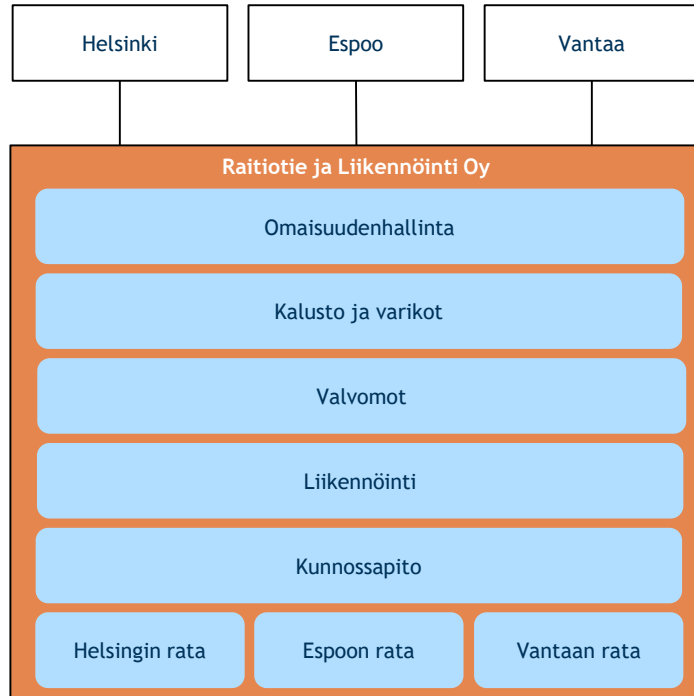 Helsinki
Espoo
Vantaa
Raitiotie ja Liikennöinti Oy
Omaisuudenhallinta
Kalusto ja varikot
Valvomot
Liikennöinti
Kunnossapito
Helsingin rata
Espoon rata
Vantaan rata